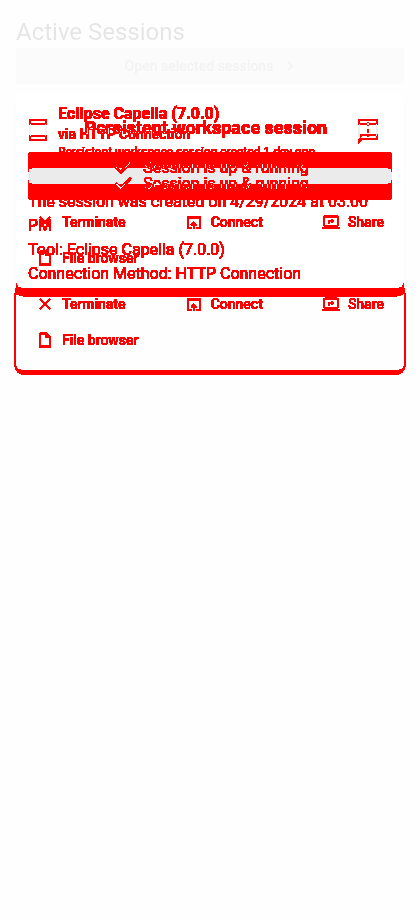 Active Sessions
Open selected sessions
Eclipse Capella (7.0.0)
Persistent workspace session
via HTTP Connection
Persistent workspace session created 1 day ago
Session is up & running
Session is up & running
The session was created on 4/29/2024 at 03:00
Terminate Connect Share
PM
Tool: Eclipse Capella (7.0.0)
File browser
Connection Method: HTTP Connection
Terminate Connect Share
File browser